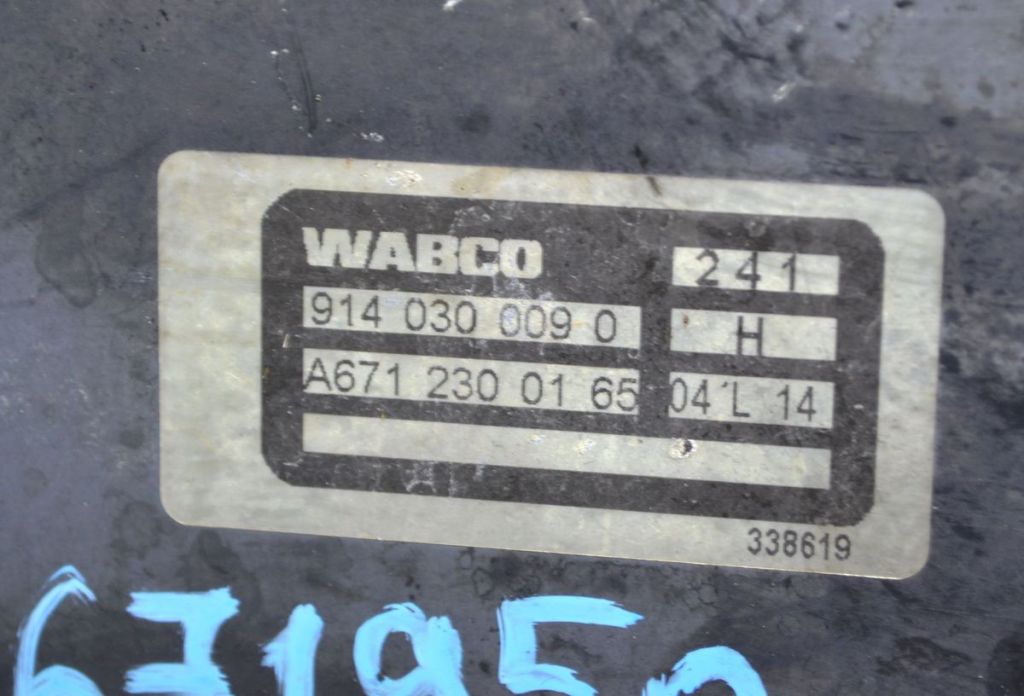 WABCO 241
914 030 009 0 H
A671 230 01 65 04 L 14
338619